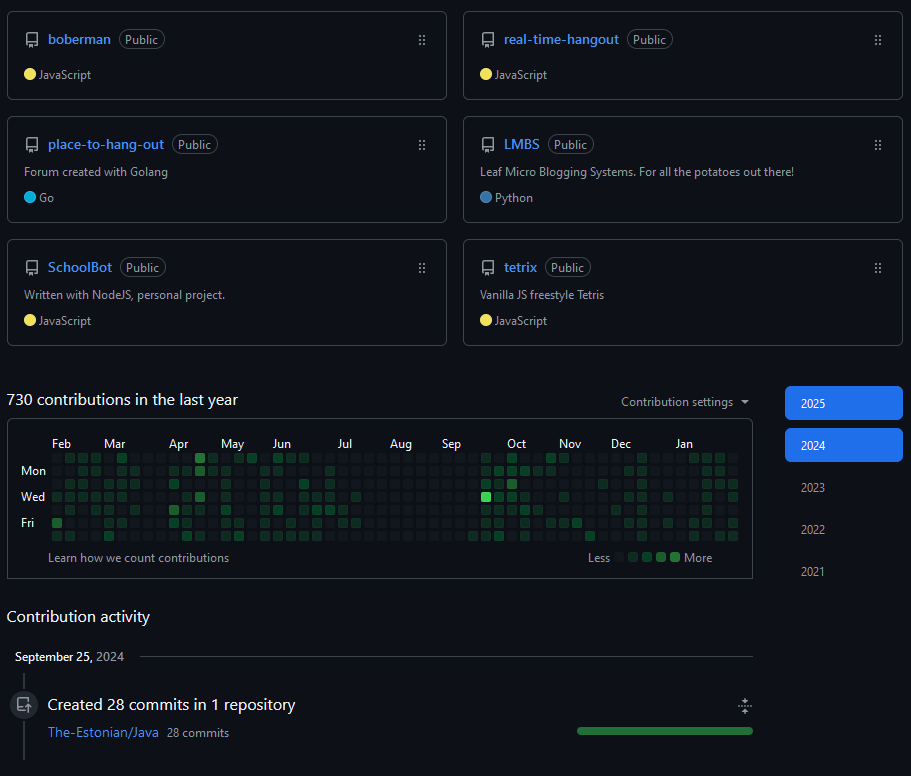 boberman Public
JavaScript
real-time-hangout Public
JavaScript
place-to-hang-out Public
Forum created with Golang
Go
LMBS Public
Leaf Micro Blogging Systems. For all the potatoes out there!
Python
SchoolBot Public
Written with NodeJS, personal project.
JavaScript
tetrix Public
Vanilla JS freestyle Tetris
JavaScript
730 contributions in the last year
Contribution settings
Feb Mar Apr May Jun Jul Aug Sep Oct Nov Dec Jan
Mon
Wed
Fri
Learn how we count contributions
Less More
2025
2024
2023
2022
2021
Contribution activity
September 25, 2024
Created 28 commits in 1 repository
The-Estonian/Java 28 commits